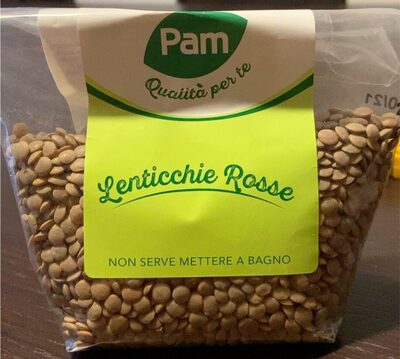 Pam
Qualità per te
Lenticchie Rosse
NON SERVE METTERE A BAGNO